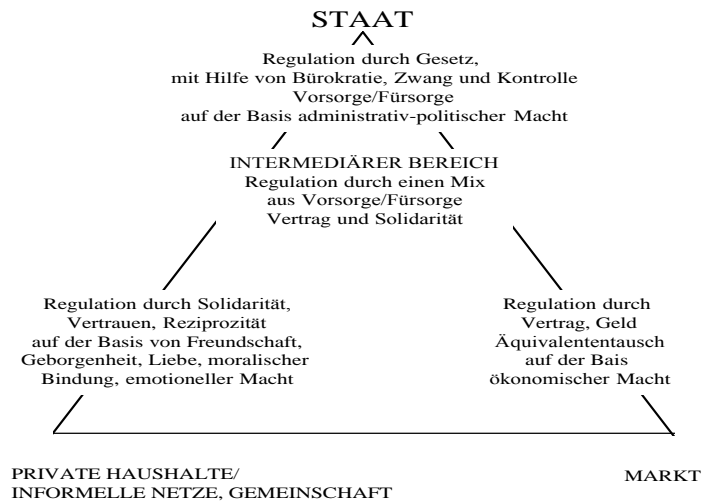 STAAT
Regulation durch Gesetz,
mit Hilfe von Bürokratie, Zwang und Kontrolle
Vorsorge/Fürsorge
auf der Basis administrativ-politischer Macht
INTERMEDIÄRER BEREICH
Regulation durch einen Mix
aus Vorsorge/Fürsorge
Vertrag und Solidarität
Regulation durch Solidarität,
Vertrauen, Reziprozität
auf der Basis von Freundschaft,
Geborgenheit, Liebe, moralischer
Bindung, emotioneller Macht
Regulation durch
Vertrag, Geld
Äquivalententausch
auf der Bais
ökonomischer Macht
PRIVATE HAUSHALTE/
INFORMELLE NETZE, GEMEINSCHAFT
MARKT